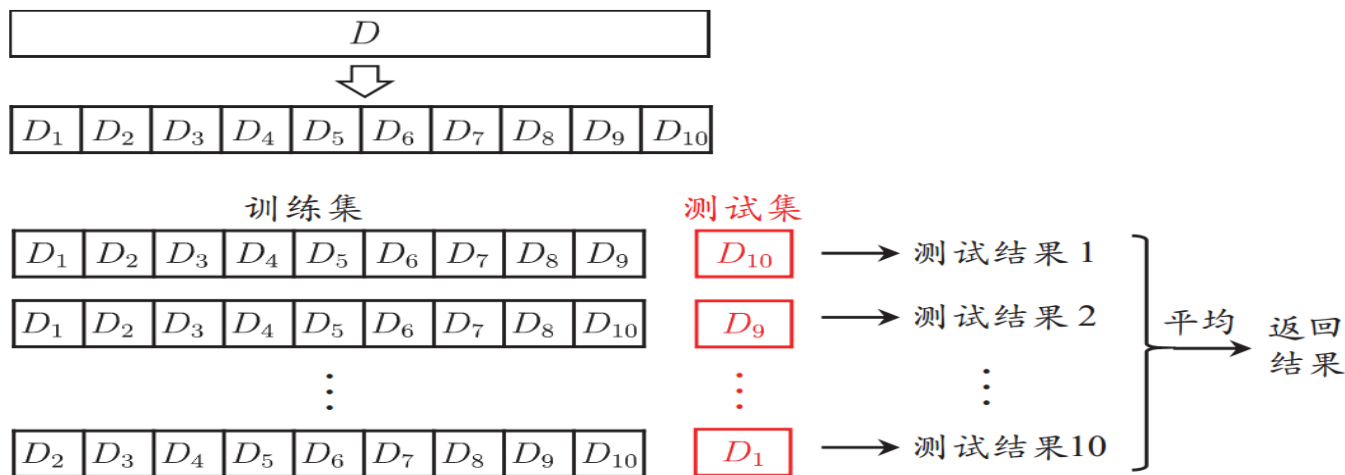 D
D₁ D₂ D₃ D₄ D₅ D₆ D₇ D₈ D₉ D₁₀
训练集 测试集
D₁ D₂ D₃ D₄ D₅ D₆ D₇ D₈ D₉ D₁₀ 测试结果 1
D₁ D₂ D₃ D₄ D₅ D₆ D₇ D₈ D₁₀ D₉ 测试结果 2
平均 返回
结果
⋮ ⋮ ⋮
D₂ D₃ D₄ D₅ D₆ D₇ D₈ D₉ D₁₀ D₁ 测试结果10